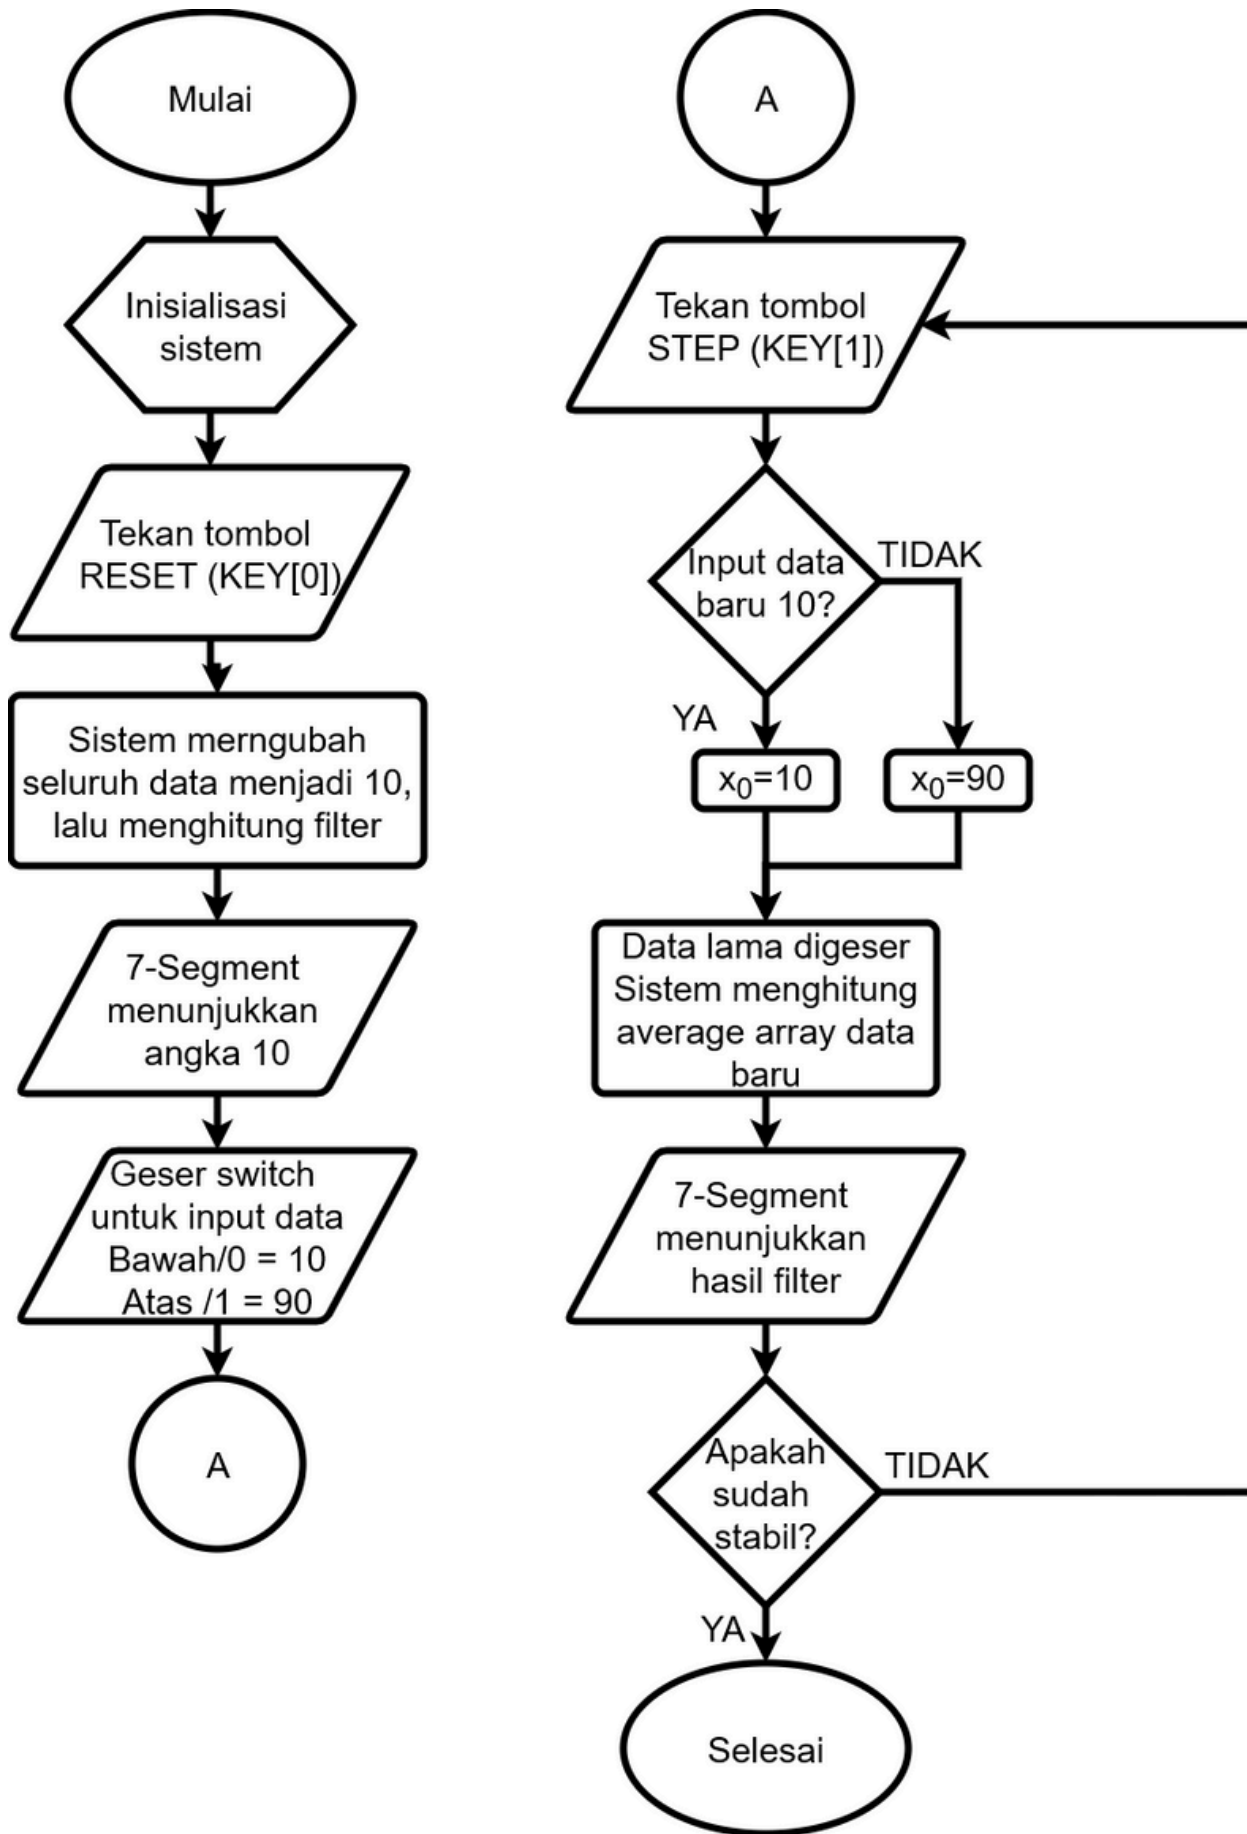 Mulai
Inisialisasi
sistem
Tekan tombol
RESET (KEY[0])
Sistem merngubah
seluruh data menjadi 10,
lalu menghitung filter
7-Segment
menunjukkan
angka 10
Geser switch
untuk input data
Bawah/0 = 10
Atas /1 = 90
A
A
Tekan tombol
STEP (KEY[1])
Input data
baru 10?
TIDAK
YA
x₀=10
x₀=90
Data lama digeser
Sistem menghitung
average array data
baru
7-Segment
menunjukkan
hasil filter
Apakah
sudah
stabil?
TIDAK
YA
Selesai